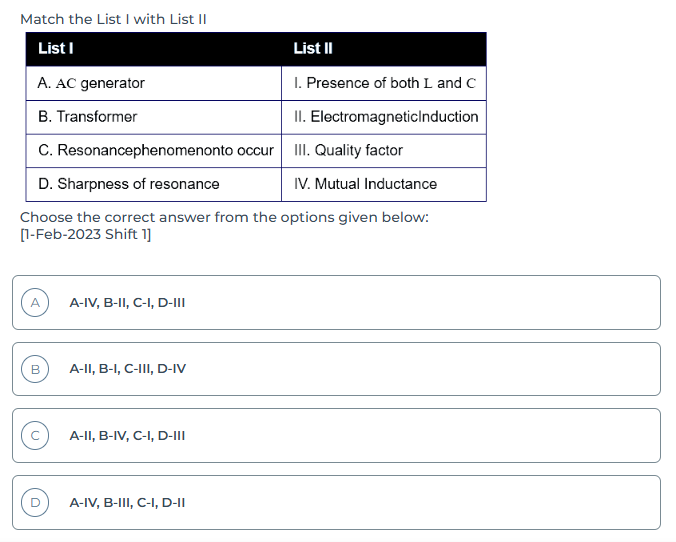 Match the List I with List II
List I List II
A. AC generator I. Presence of both L and C
B. Transformer II. ElectromagneticInduction
C. Resonancephenomenonto occur III. Quality factor
D. Sharpness of resonance IV. Mutual Inductance
Choose the correct answer from the options given below:
[1-Feb-2023 Shift 1]
A A-IV, B-II, C-I, D-III
B A-II, B-I, C-III, D-IV
C A-II, B-IV, C-I, D-III
D A-IV, B-III, C-I, D-II